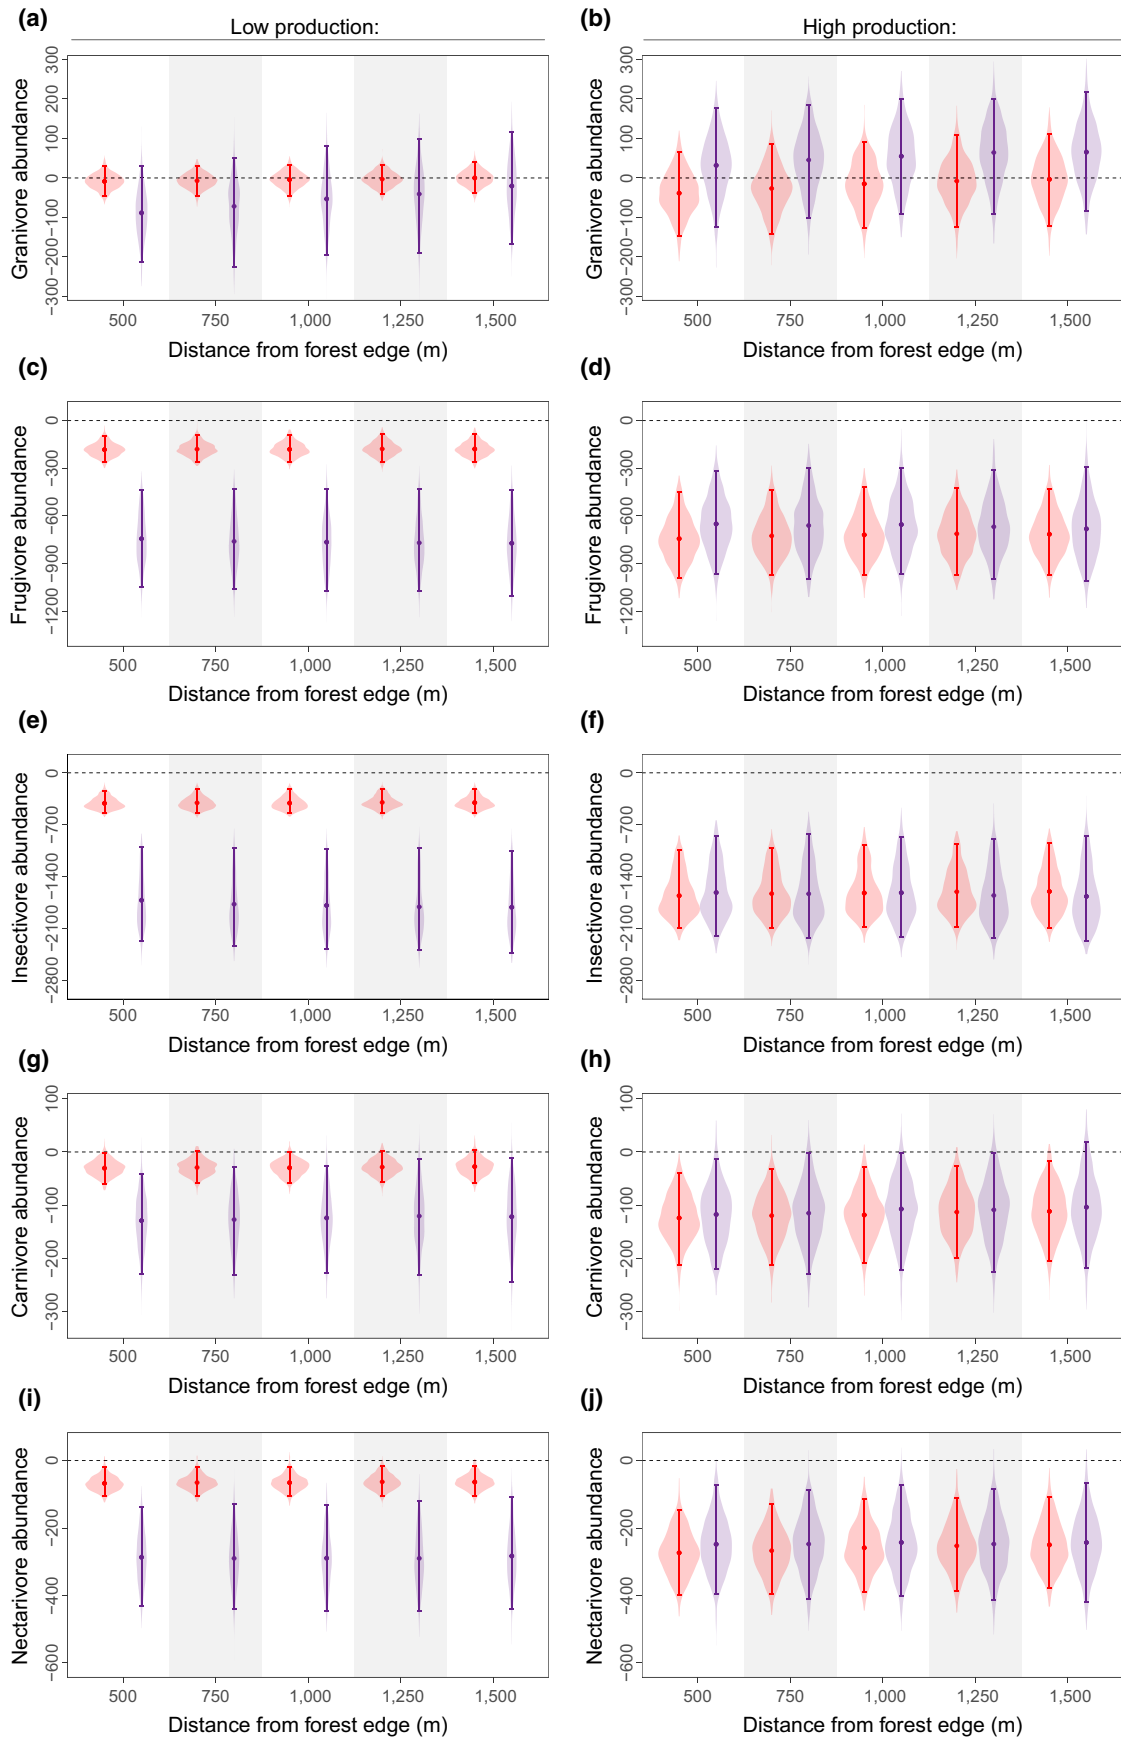 (a)
Low production:
(b)
High production:
Granivore abundance
300
200
100
0
−100
−200
−300
500 750 1,000 1,250 1,500
Distance from forest edge (m)
Granivore abundance
300
200
100
0
−100
−200
−300
500 750 1,000 1,250 1,500
Distance from forest edge (m)
(c)
Frugivore abundance
0
−300
−600
−900
−1200
500 750 1,000 1,250 1,500
Distance from forest edge (m)
(d)
Frugivore abundance
0
−300
−600
−900
−1200
500 750 1,000 1,250 1,500
Distance from forest edge (m)
(e)
Insectivore abundance
0
−700
−1400
−2100
−2800
500 750 1,000 1,250 1,500
Distance from forest edge (m)
(f)
Insectivore abundance
0
−700
−1400
−2100
−2800
500 750 1,000 1,250 1,500
Distance from forest edge (m)
(g)
Carnivore abundance
100
0
−100
−200
−300
500 750 1,000 1,250 1,500
Distance from forest edge (m)
(h)
Carnivore abundance
100
0
−100
−200
−300
500 750 1,000 1,250 1,500
Distance from forest edge (m)
(i)
Nectarivore abundance
0
−200
−400
−600
500 750 1,000 1,250 1,500
Distance from forest edge (m)
(j)
Nectarivore abundance
0
−200
−400
−600
500 750 1,000 1,250 1,500
Distance from forest edge (m)